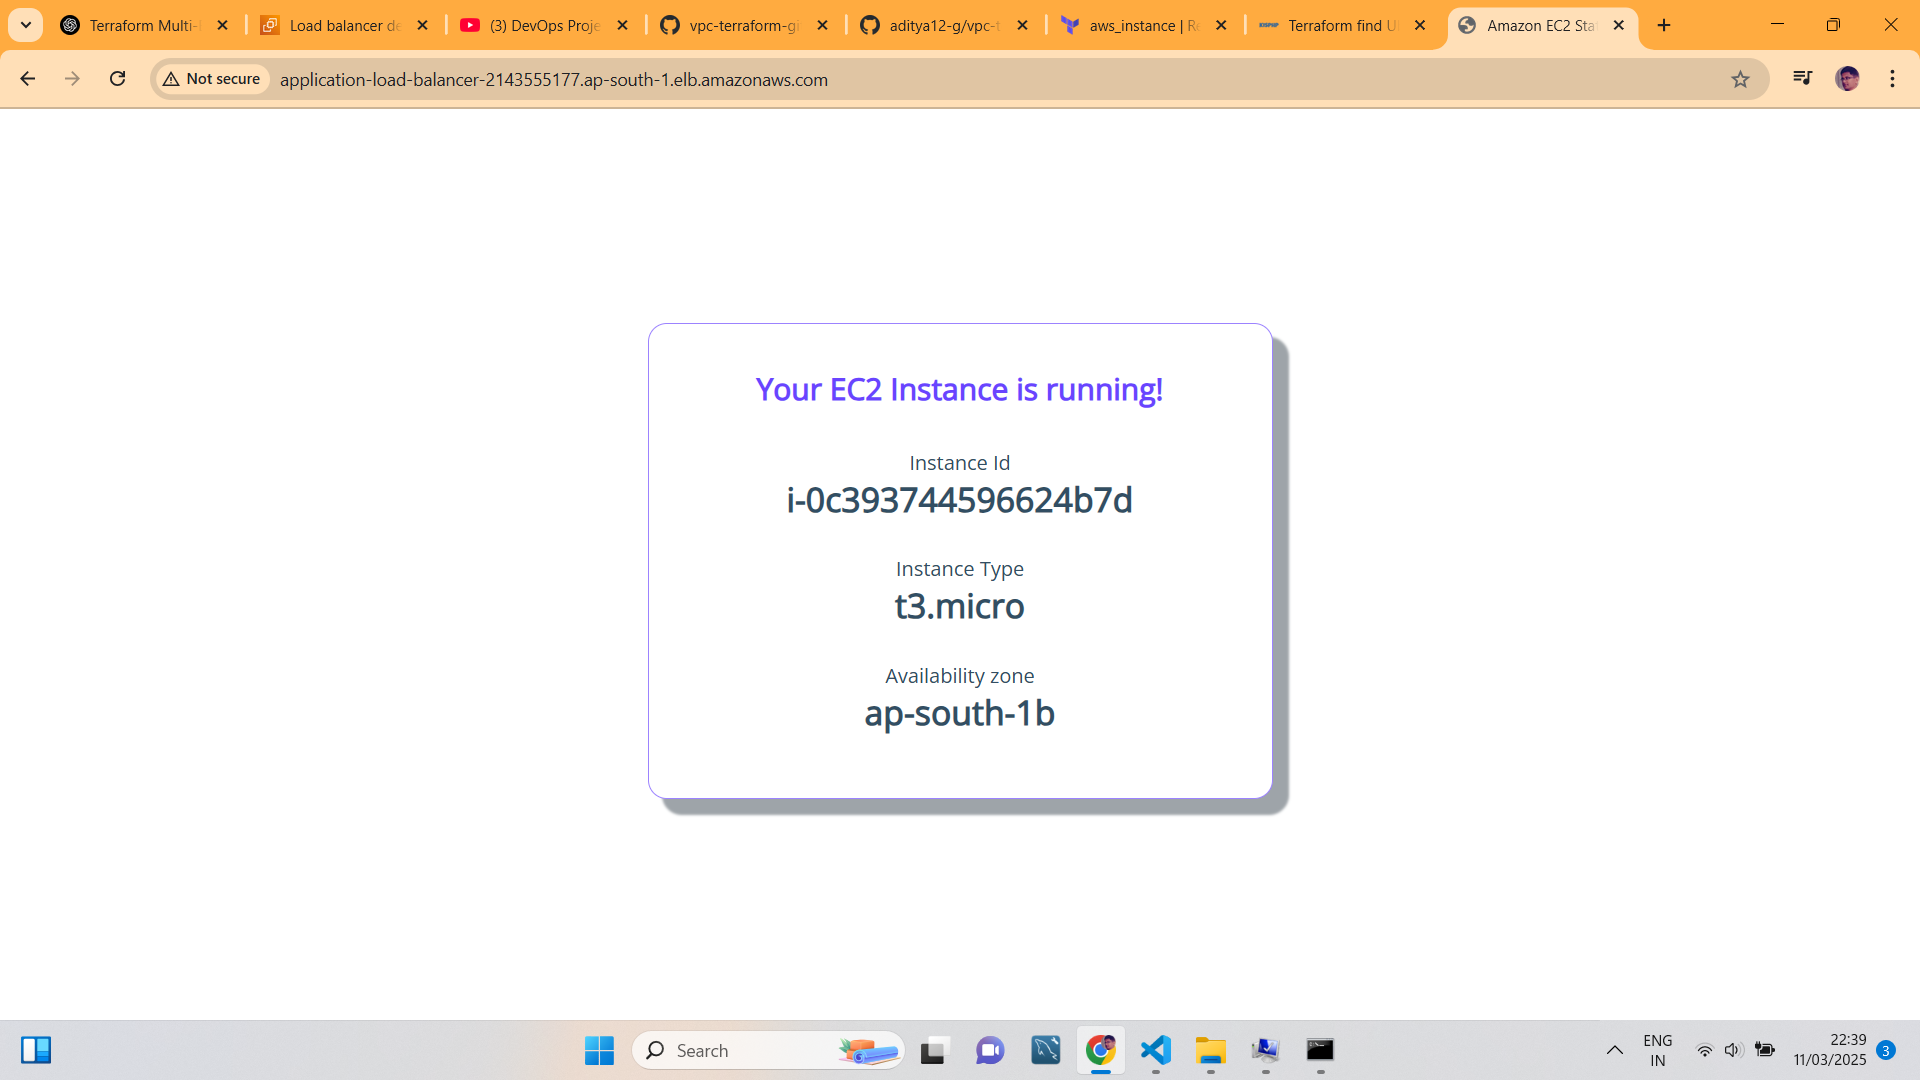 Terraform Multi-
Load balancer de
(3) DevOps Proje
vpc-terraform-gi
aditya12-g/vpc-t
aws_instance | Re
Terraform find U
Amazon EC2 Sta
Not secure
application-load-balancer-2143555177.ap-south-1.elb.amazonaws.com
Your EC2 Instance is running!
Instance Id
i-0c393744596624b7d
Instance Type
t3.micro
Availability zone
ap-south-1b
Search
ENG
IN
22:39
11/03/2025
3